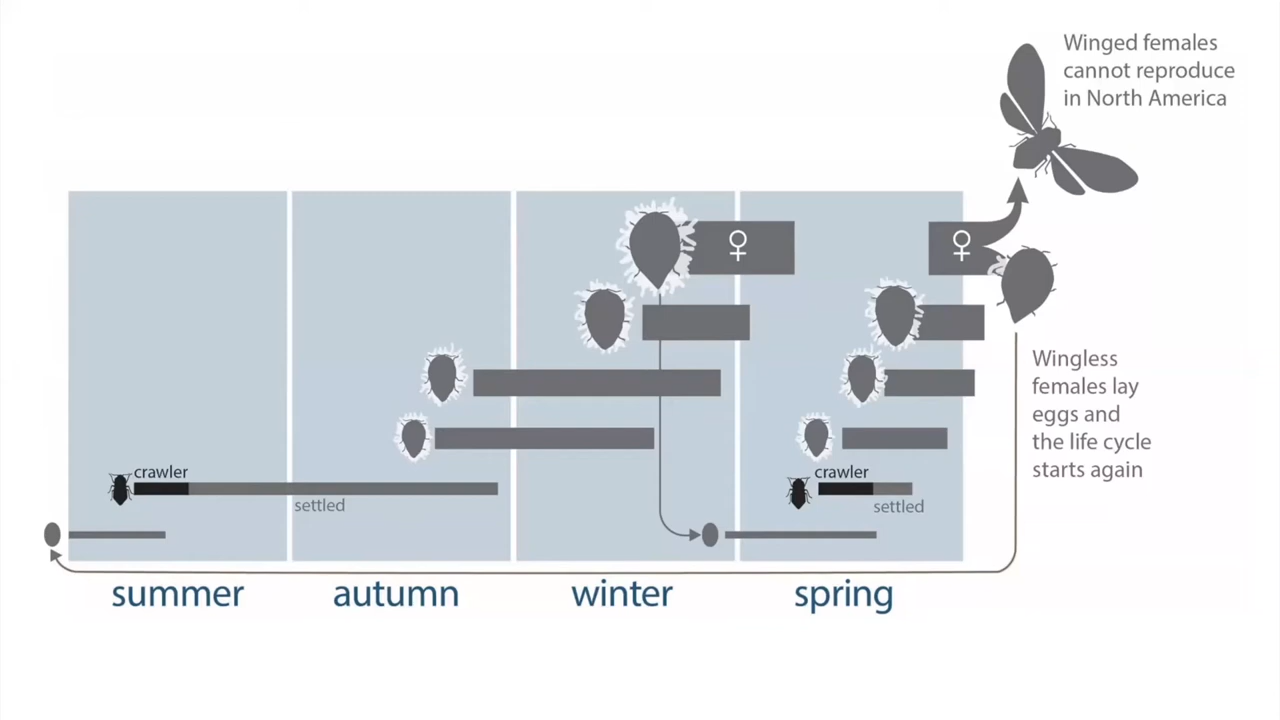 Winged females
cannot reproduce
in North America
♀
♀
Wingless
females lay
eggs and
the life cycle
starts again
crawler
settled
crawler
settled
summer
autumn
winter
spring